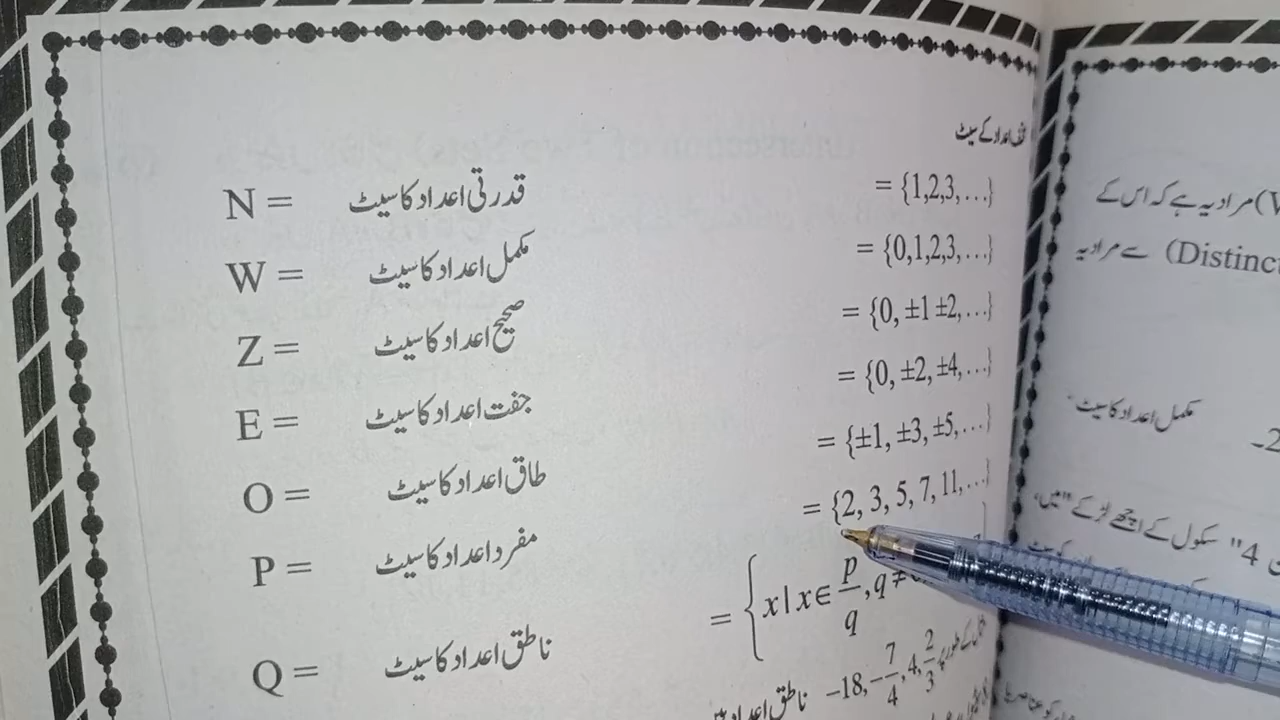 مختلف اعداد کے سیٹ
N = قدرتی اعداد کا سیٹ = {1,2,3,...}
W = مکمل اعداد کا سیٹ = {0,1,2,3,...}
Z = صحیح اعداد کا سیٹ = {0, ±1 ±2,...}
E = جفت اعداد کا سیٹ = {0, ±2, ±4,...}
O = طاق اعداد کا سیٹ = {±1, ±3, ±5,...}
P = مفرد اعداد کا سیٹ = {2, 3, 5, 7, 11,...}
Q = ناطق اعداد کا سیٹ = { x | x ∈ p/q , q ≠
-18, -7/4, 4, 2/3 ناطق اعداد ہیں
مراد یہ ہے کہ اس کے
(Distinct سے مراد یہ
مکمل اعداد کا سیٹ
2-
4" سکول کے اچھے لڑکے" میں،